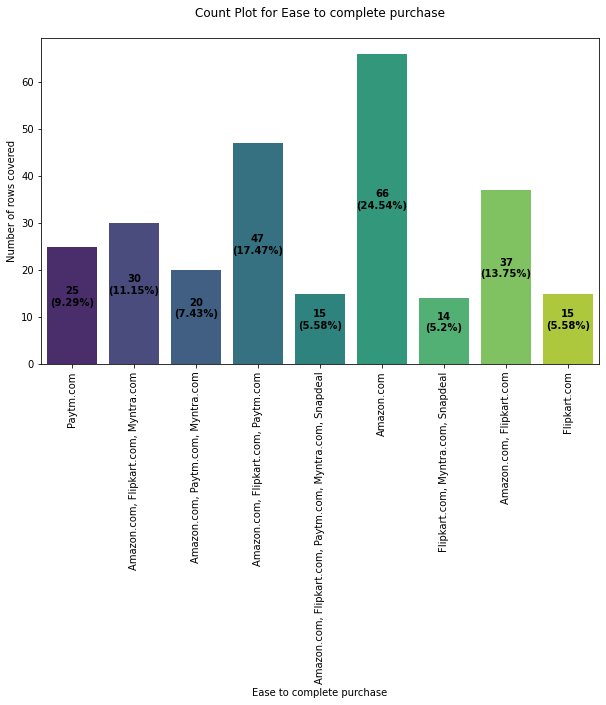 Count Plot for Ease to complete purchase
Number of rows covered
60
50
40
30
20
10
0
25
(9.29%)
30
(11.15%)
20
(7.43%)
47
(17.47%)
15
(5.58%)
66
(24.54%)
14
(5.2%)
37
(13.75%)
15
(5.58%)
Paytm.com
Amazon.com, Flipkart.com, Myntra.com
Amazon.com, Paytm.com, Myntra.com
Amazon.com, Flipkart.com, Paytm.com
Amazon.com, Flipkart.com, Paytm.com, Myntra.com, Snapdeal
Amazon.com
Flipkart.com, Myntra.com, Snapdeal
Amazon.com, Flipkart.com
Flipkart.com
Ease to complete purchase